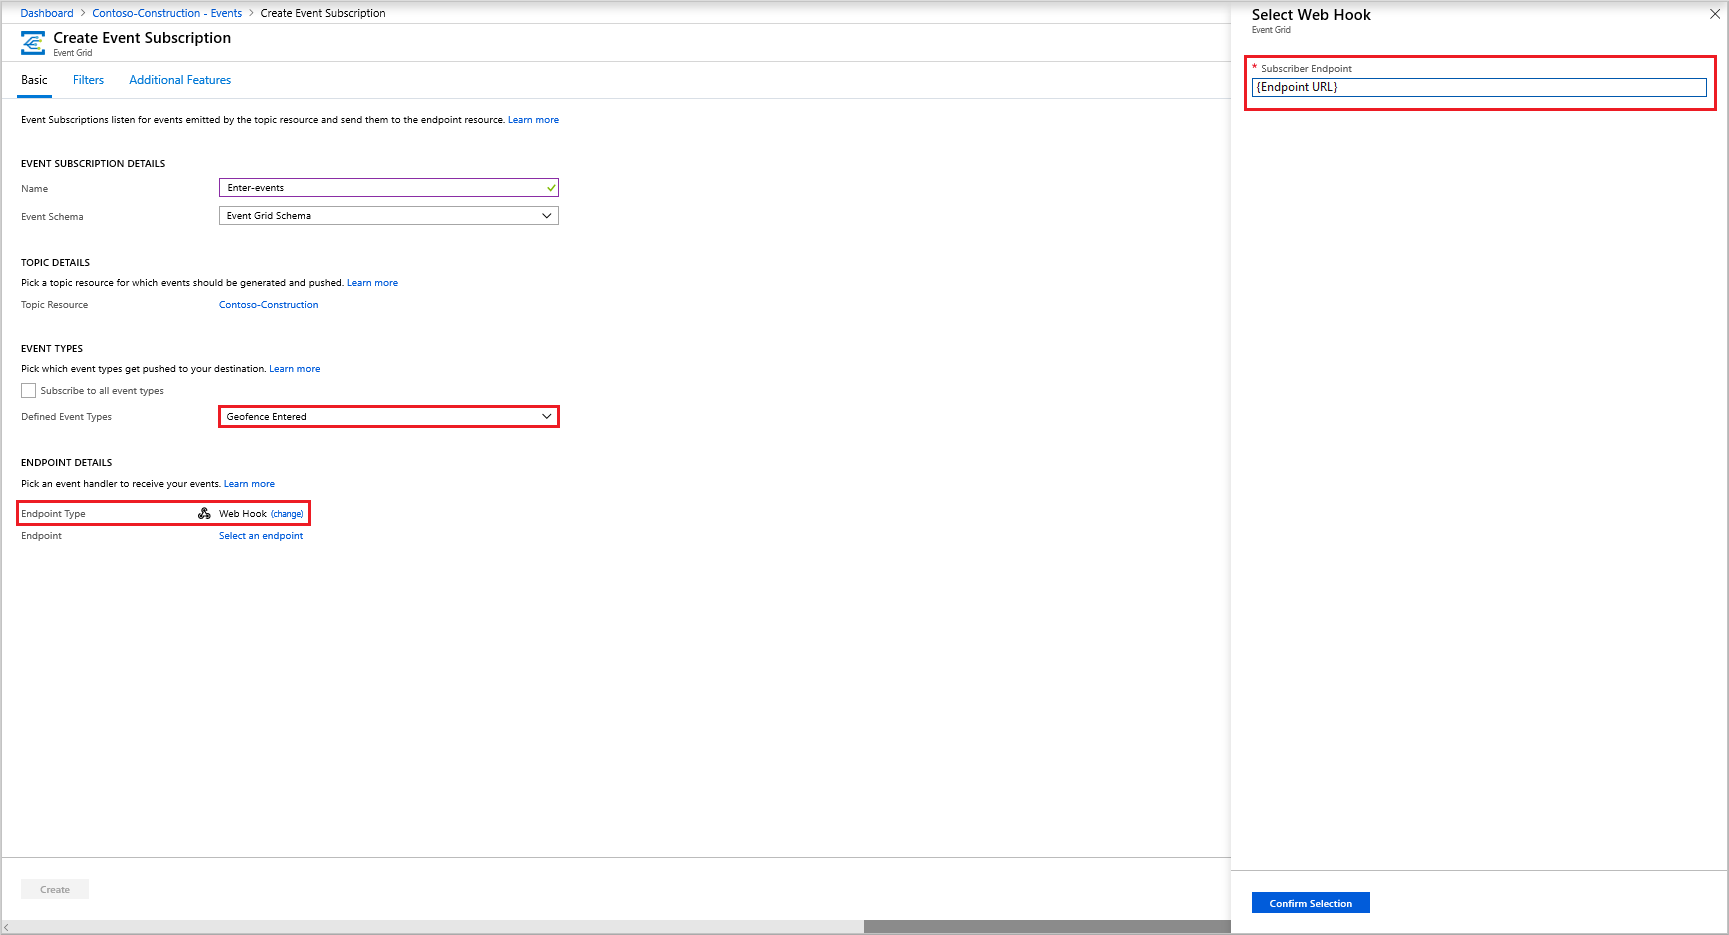 Dashboard > Contoso-Construction - Events > Create Event Subscription
Create Event Subscription
Event Grid
Basic Filters Additional Features
Event Subscriptions listen for events emitted by the topic resource and send them to the endpoint resource. Learn more
EVENT SUBSCRIPTION DETAILS
Name Enter-events
Event Schema Event Grid Schema
TOPIC DETAILS
Pick a topic resource for which events should be generated and pushed. Learn more
Topic Resource Contoso-Construction
EVENT TYPES
Pick which event types get pushed to your destination. Learn more
Subscribe to all event types
Defined Event Types Geofence Entered
ENDPOINT DETAILS
Pick an event handler to receive your events. Learn more
Endpoint Type Web Hook (change)
Endpoint Select an endpoint
Create
Select Web Hook
Event Grid
* Subscriber Endpoint
{Endpoint URL}
Confirm Selection